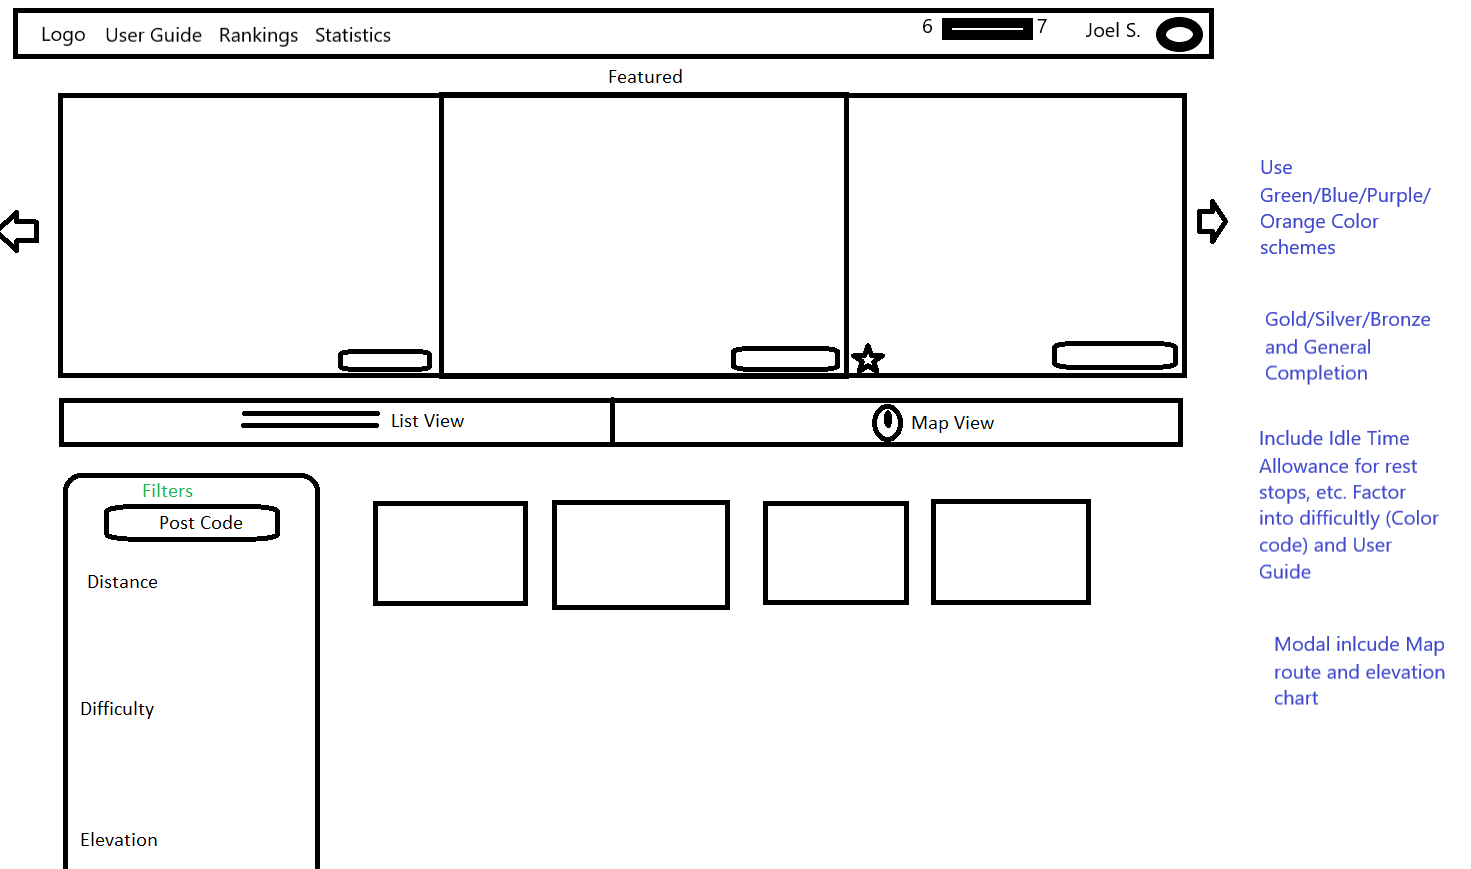 Logo User Guide Rankings Statistics 6 7 Joel S.
Featured
Use
Green/Blue/Purple/
Orange Color
schemes
Gold/Silver/Bronze
and General
Completion
List View Map View
Include Idle Time
Allowance for rest
stops, etc. Factor
into difficultly (Color
code) and User
Guide
Filters
Post Code
Distance
Difficulty
Elevation
Modal inlcude Map
route and elevation
chart